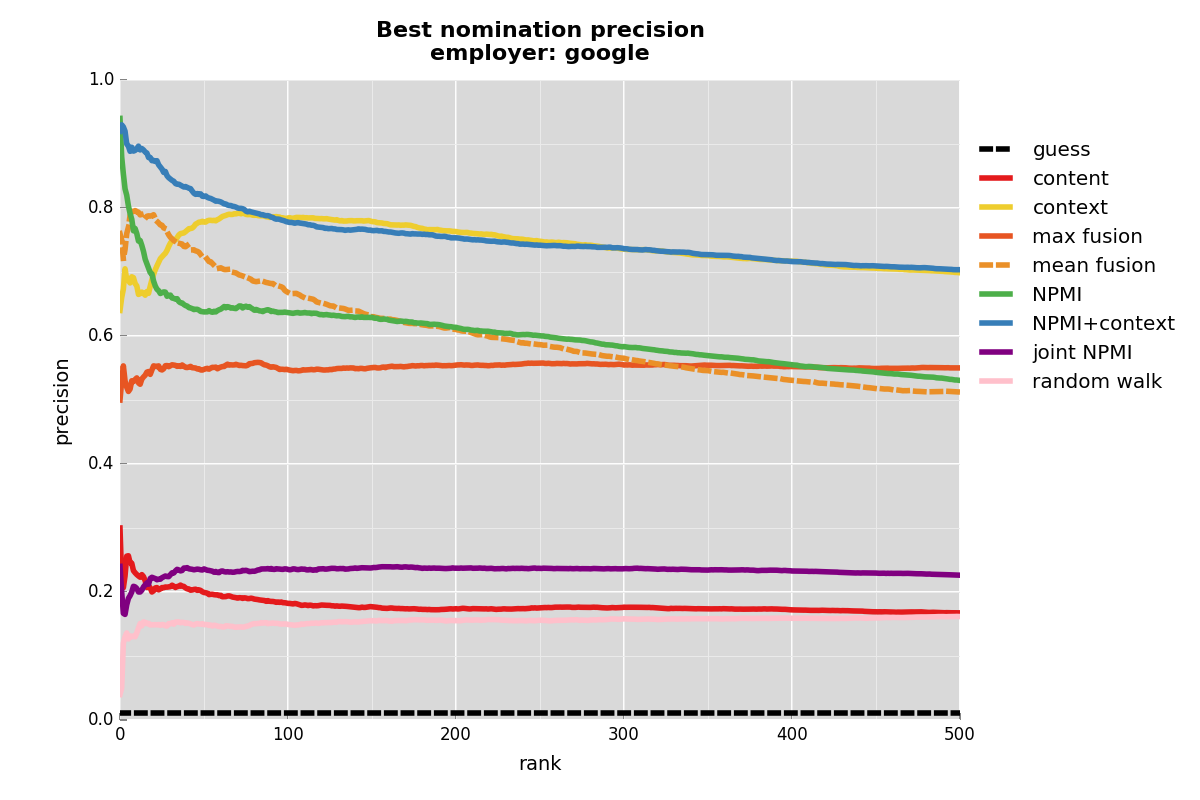 Best nomination precision
employer: google
precision
1.0
0.8
0.6
0.4
0.2
0.0
0
100
200
300
400
500
rank
guess
content
context
max fusion
mean fusion
NPMI
NPMI+context
joint NPMI
random walk